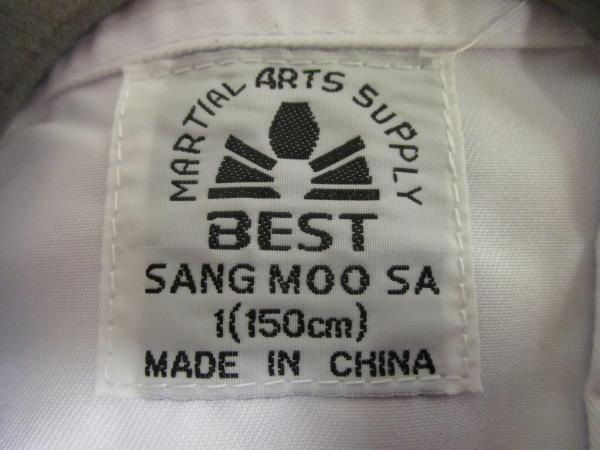 MARTIAL ARTS SUPPLY
BEST
SANG MOO SA
1(150cm)
MADE IN CHINA